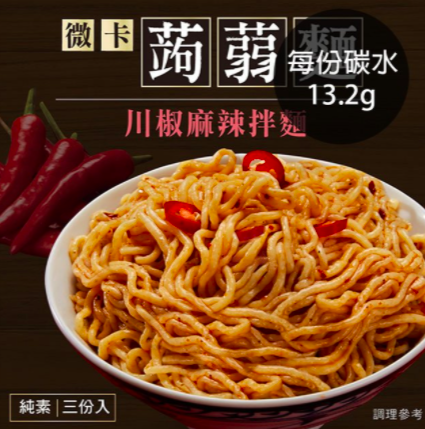 微卡
蒟蒻麵
每份碳水
13.2g
川椒麻辣拌麵
純素|三份入
調理參考